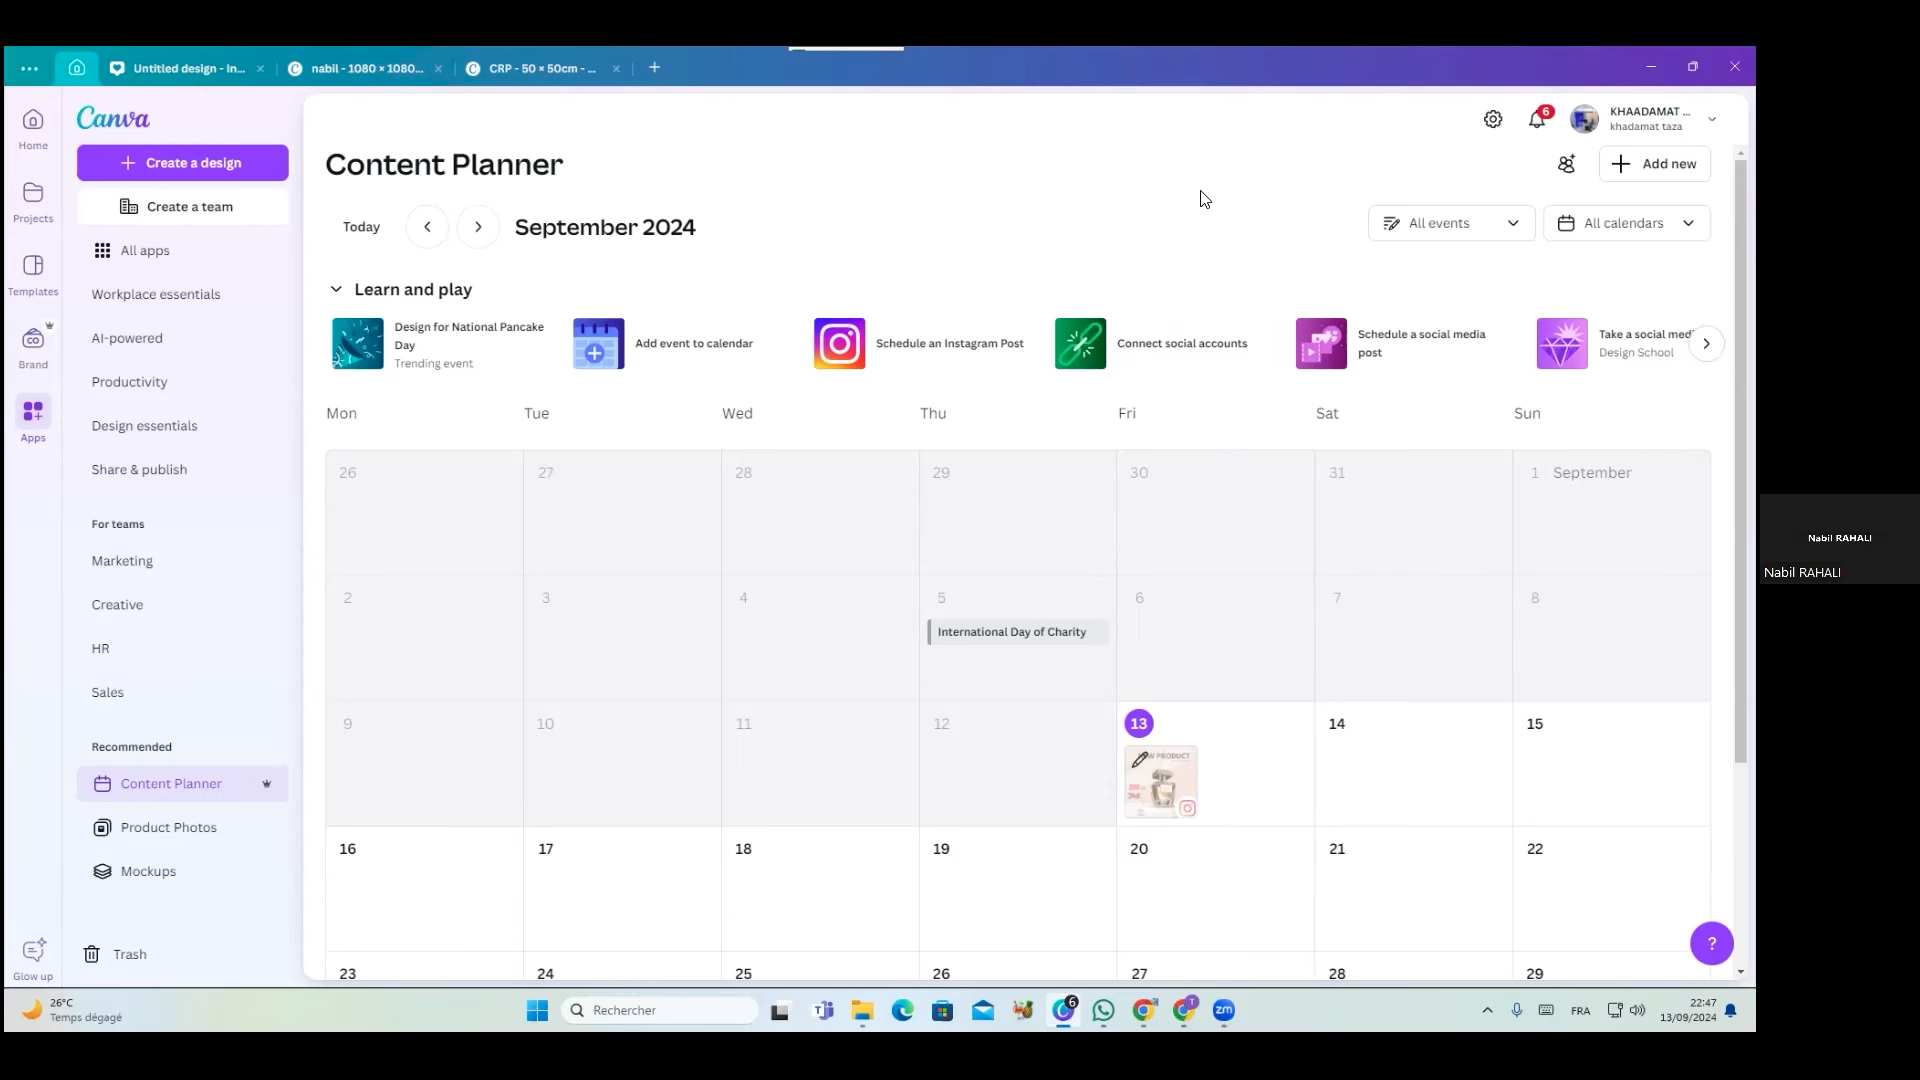 Untitled design - In...
nabil - 1080 × 1080...
CRP - 50 × 50cm - ...
Home
Projects
Templates
Brand
Apps
Glow up
Canva
Create a design
Create a team
All apps
Workplace essentials
AI-powered
Productivity
Design essentials
Share & publish
For teams
Marketing
Creative
HR
Sales
Recommended
Content Planner
Product Photos
Mockups
Trash
6
KHAADAMAT ...
khadamat taza
Content Planner
Add new
Today
September 2024
All events
All calendars
Learn and play
Design for National Pancake
Day
Trending event
Add event to calendar
Schedule an Instagram Post
Connect social accounts
Schedule a social media
post
Take a social med
Design School
Mon Tue Wed Thu Fri Sat Sun
26 27 28 29 30 31 1 September
2 3 4 5 6 7 8
International Day of Charity
9 10 11 12 13 14 15
PRODUCT
16 17 18 19 20 21 22
23 24 25 26 27 28 29
?
Nabil RAHALI
Nabil RAHALI
26°C
Temps dégagé
Rechercher
6
T
zm
FRA
22:47
13/09/2024